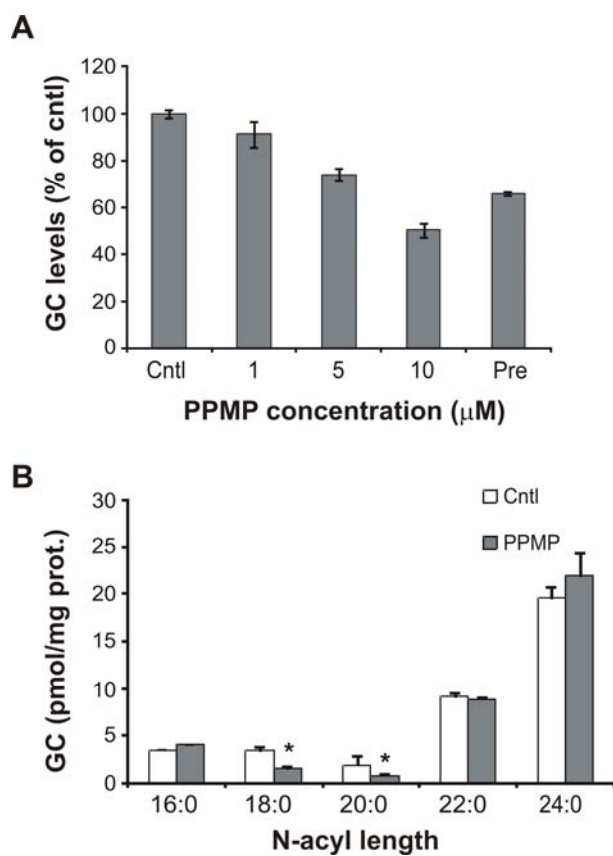 A
GC levels (% of cntl)
120
100
80
60
40
20
0
Cntl 1 5 10 Pre
PPMP concentration (μM)
B
GC (pmol/mg prot.)
30
25
20
15
10
5
0
Cntl
PPMP
* *
16:0 18:0 20:0 22:0 24:0
N-acyl length